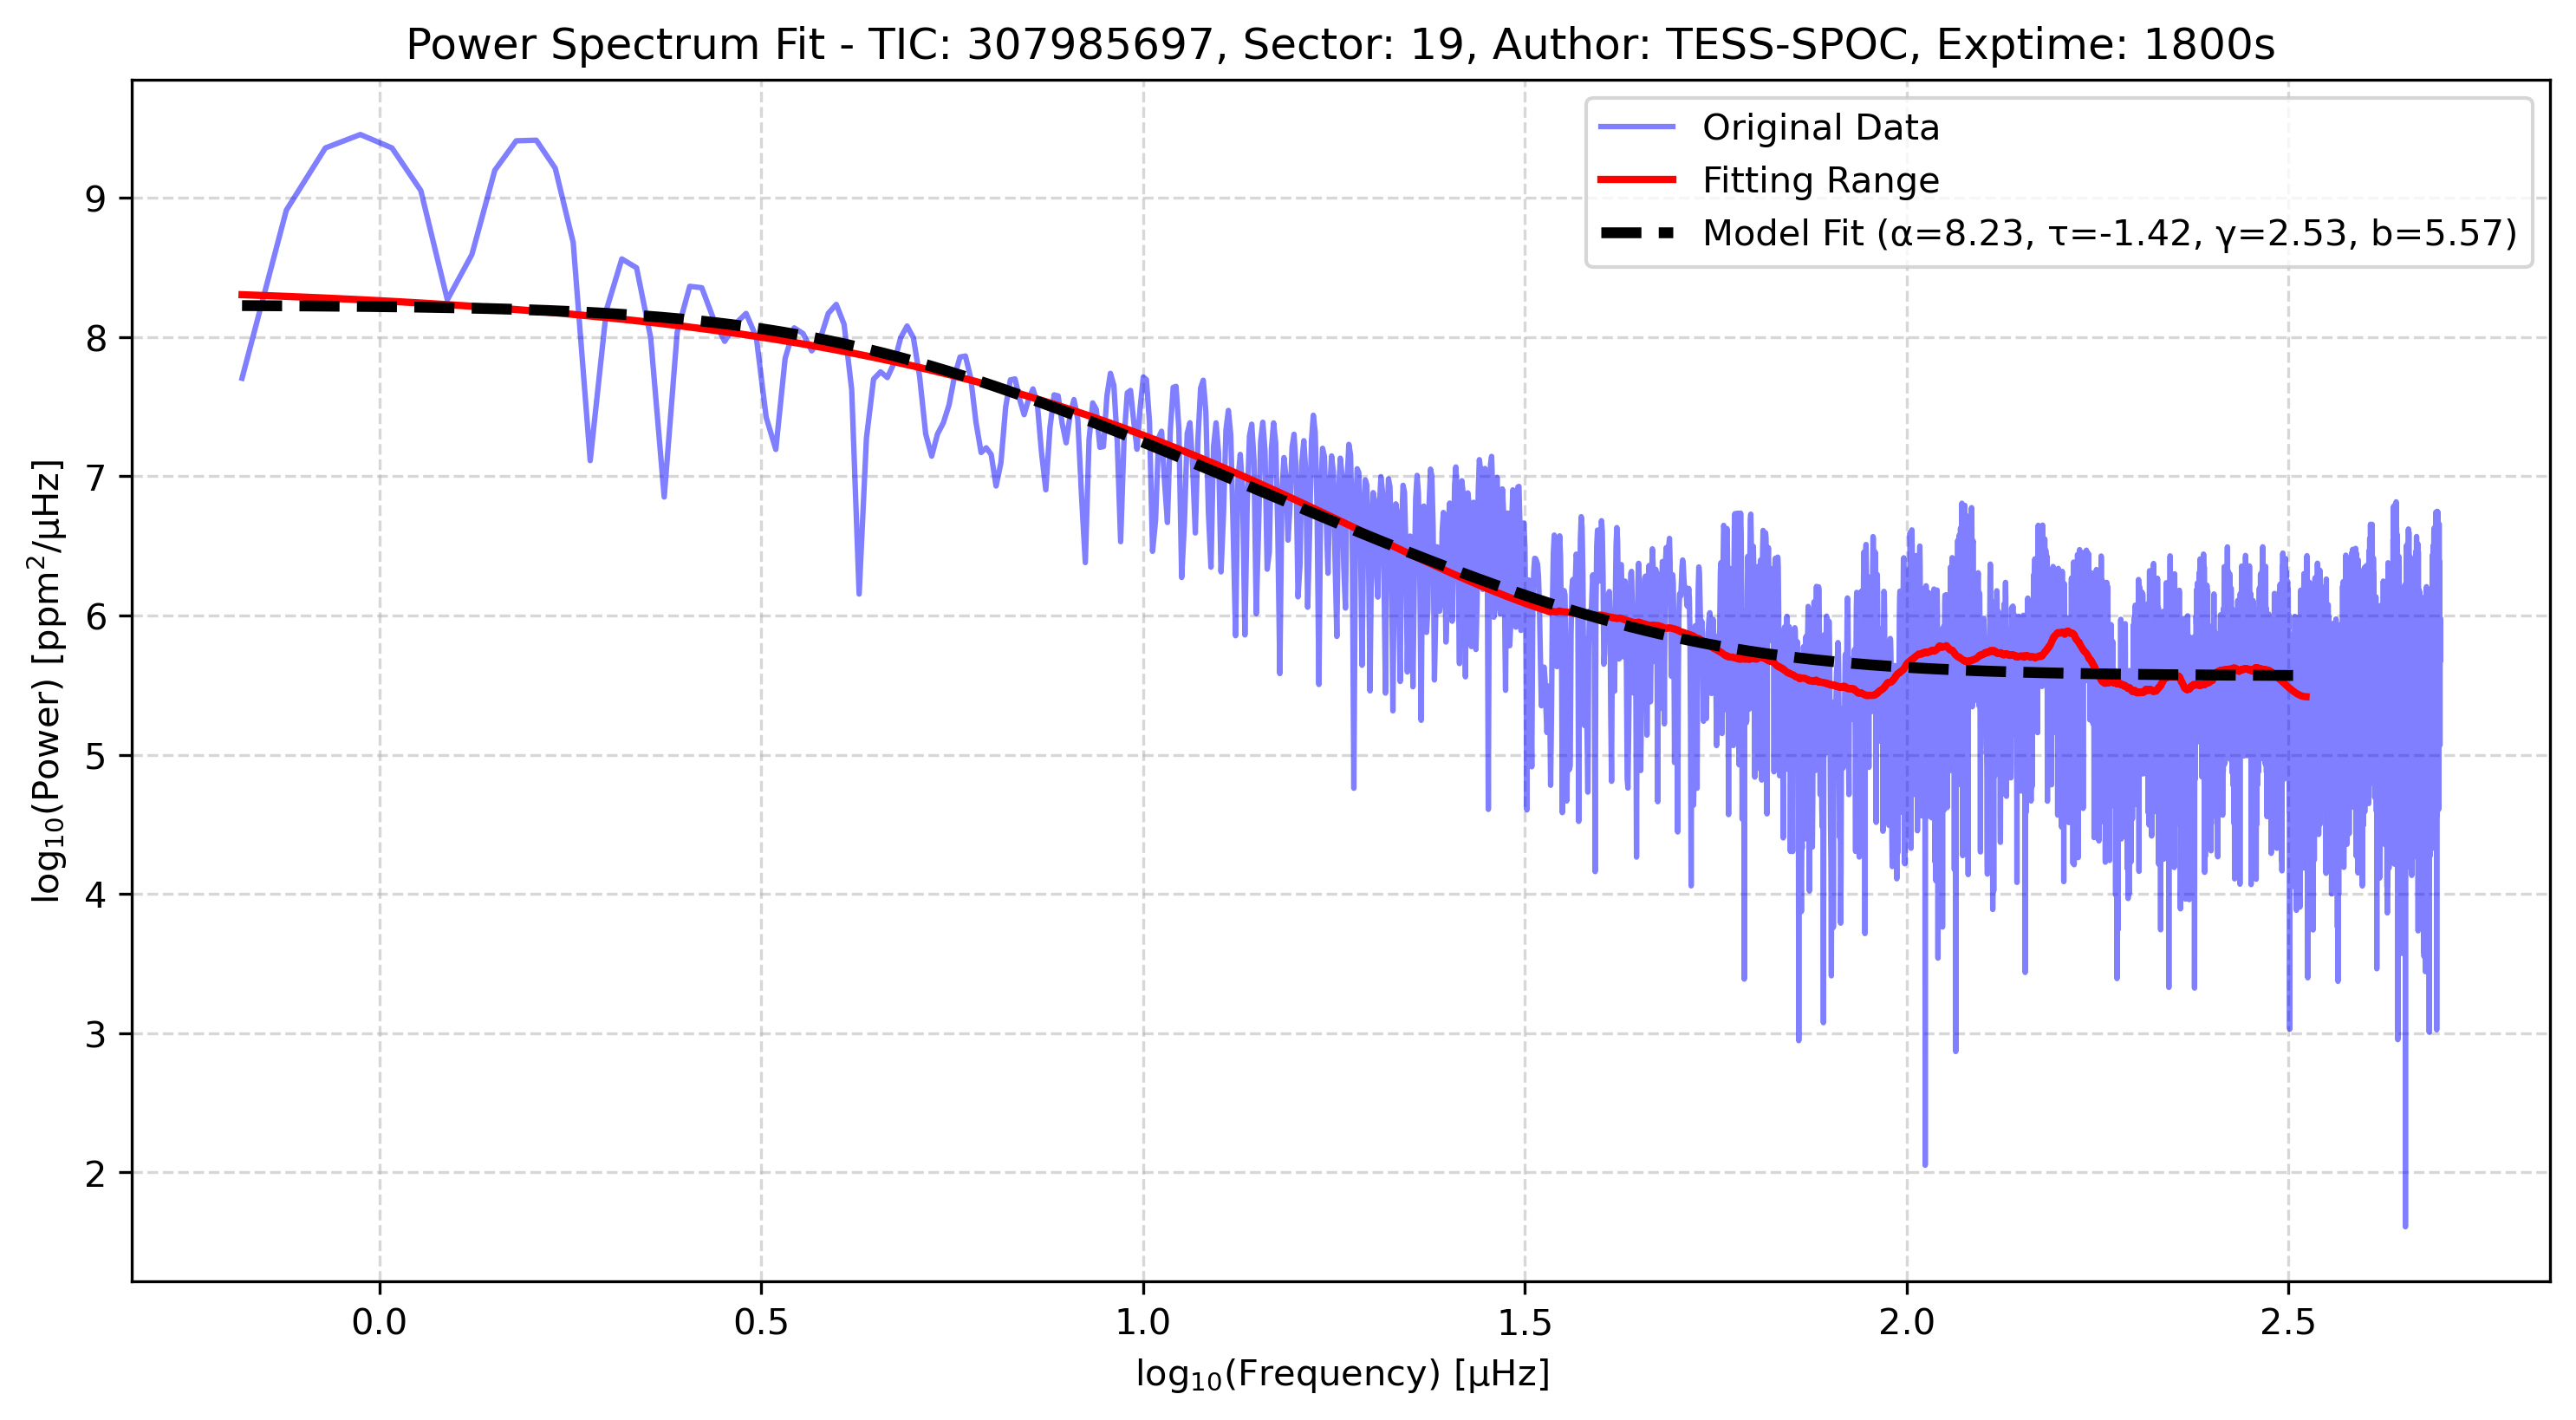 Power Spectrum Fit - TIC: 307985697, Sector: 19, Author: TESS-SPOC, Exptime: 1800s
Original Data
Fitting Range
Model Fit (α=8.23, τ=-1.42, γ=2.53, b=5.57)
log₁₀(Power) [ppm²/μHz]
9
8
7
6
5
4
3
2
0.0 0.5 1.0 1.5 2.0 2.5
log₁₀(Frequency) [μHz]